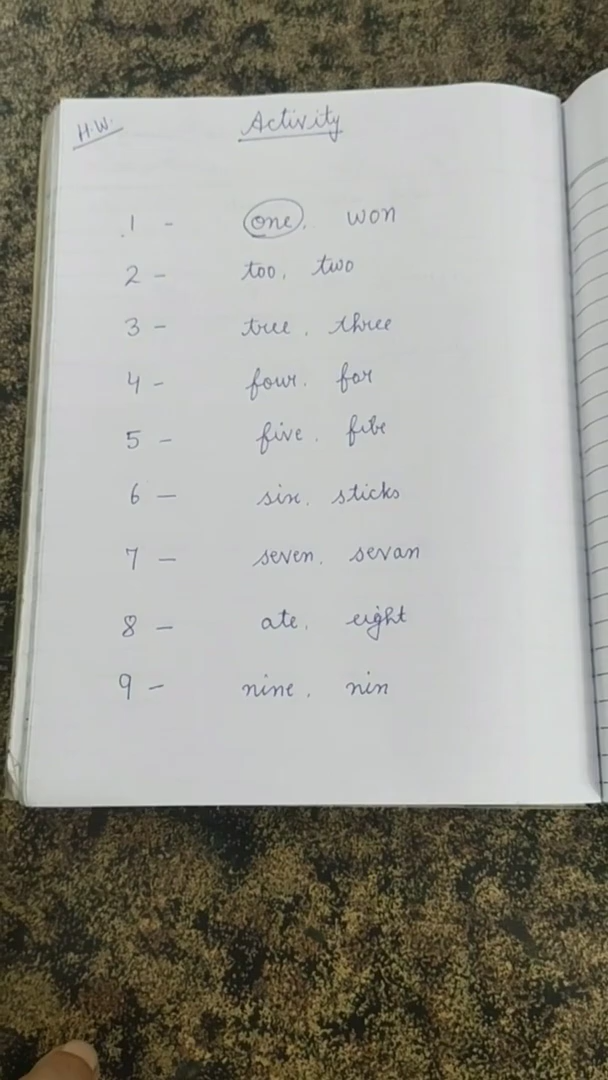 H.W.
Activity
1 - one, won
2 - too, two
3 - tree, three
4 - four, for
5 - five, fibe
6 - six, sticks
7 - seven, sevan
8 - ate, eight
9 - nine, nin